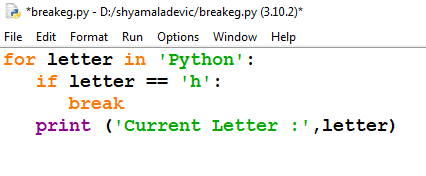 *breakeg.py - D:/shyamaladevic/breakeg.py (3.10.2)*
File Edit Format Run Options Window Help
for letter in 'Python':
   if letter == 'h':
      break
   print ('Current Letter :',letter)